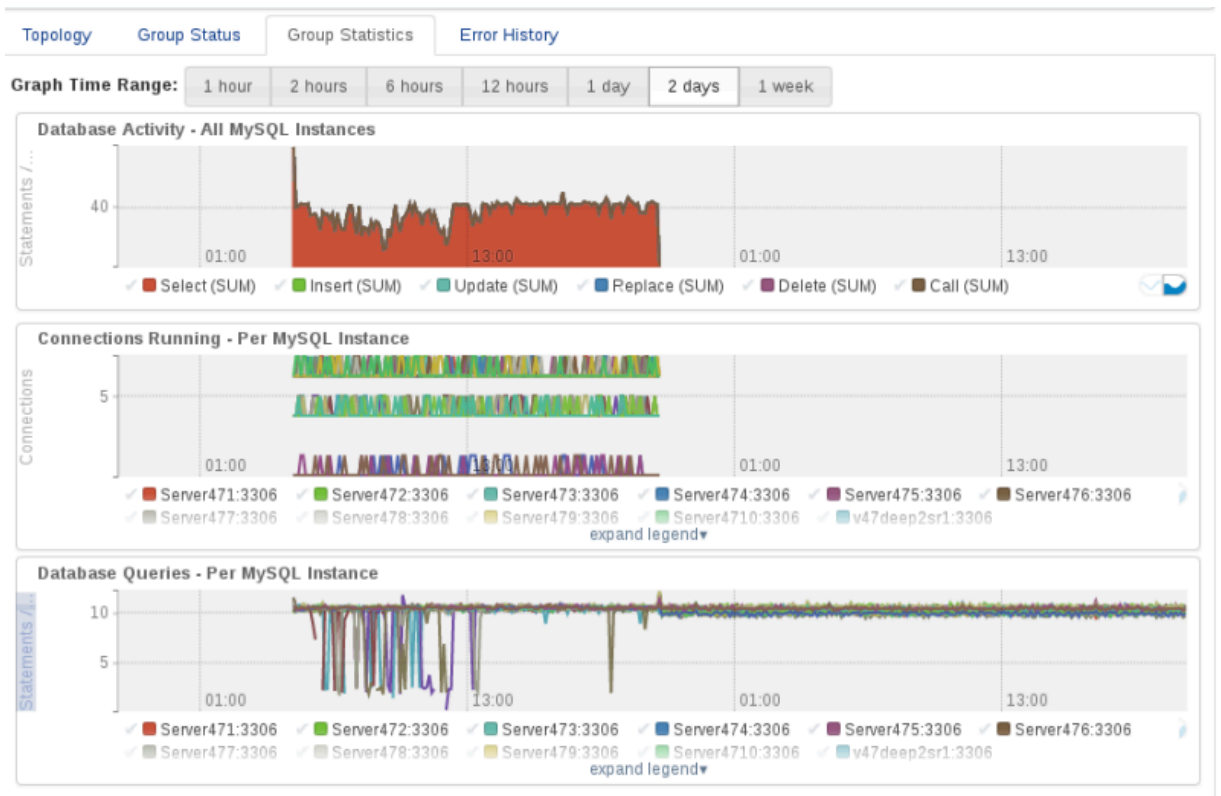 Topology Group Status Group Statistics Error History
Graph Time Range: 1 hour 2 hours 6 hours 12 hours 1 day 2 days 1 week
Database Activity - All MySQL Instances
Statements /...
40
01:00 13:00 01:00 13:00
Select (SUM) Insert (SUM) Update (SUM) Replace (SUM) Delete (SUM) Call (SUM)
Connections Running - Per MySQL Instance
Connections
5
01:00 13:00 01:00 13:00
Server471:3306 Server472:3306 Server473:3306 Server474:3306 Server475:3306 Server476:3306
Server477:3306 Server478:3306 Server479:3306 Server4710:3306 v47deep2sr1:3306
expand legend▾
Database Queries - Per MySQL Instance
Statements /...
10
5
01:00 13:00 01:00 13:00
Server471:3306 Server472:3306 Server473:3306 Server474:3306 Server475:3306 Server476:3306
Server477:3306 Server478:3306 Server479:3306 Server4710:3306 v47deep2sr1:3306
expand legend▾